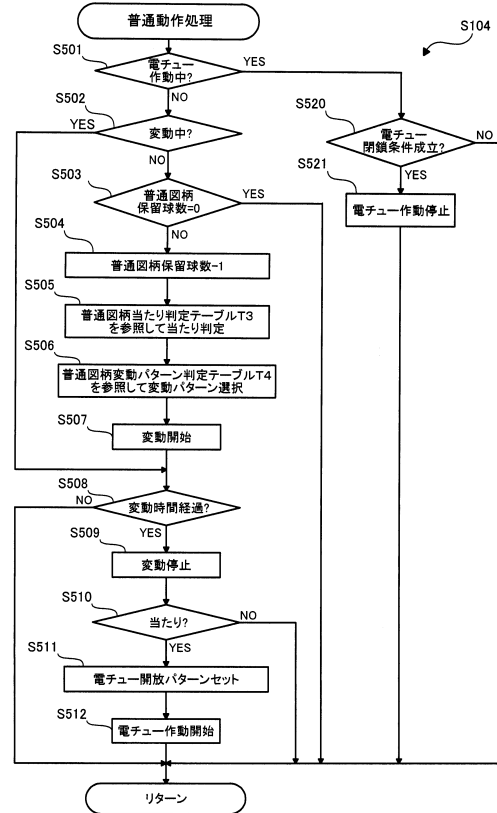 普通動作処理
S104
S501
電チュー
作動中?
YES
NO
S502
変動中?
YES
NO
S520
電チュー
閉鎖条件成立?
NO
YES
S503
普通図柄
保留球数=0
YES
NO
S521
電チュー作動停止
S504
普通図柄保留球数-1
S505
普通図柄当たり判定テーブルT3
を参照して当たり判定
S506
普通図柄変動パターン判定テーブルT4
を参照して変動パターン選択
S507
変動開始
S508
変動時間経過?
NO
YES
S509
変動停止
S510
当たり?
NO
YES
S511
電チュー開放パターンセット
S512
電チュー作動開始
リターン